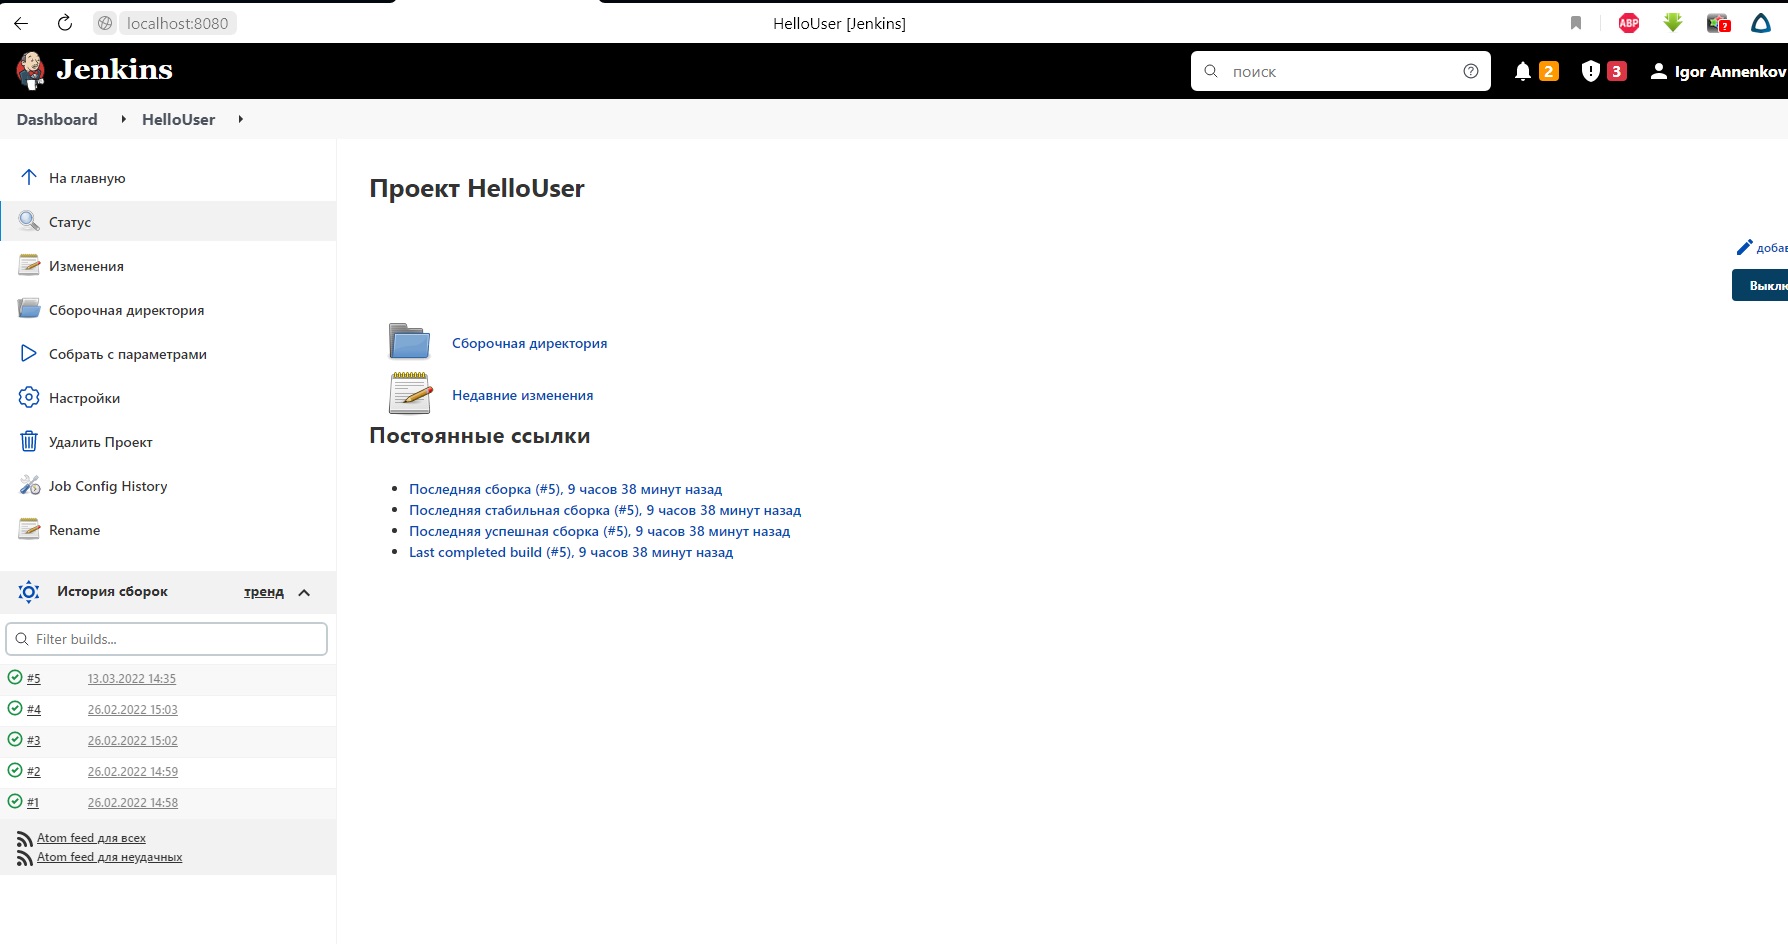 localhost:8080
HelloUser [Jenkins]
ABP
?
Jenkins
поиск
2
3
Igor Annenkov
Dashboard
HelloUser
На главную
Статус
Изменения
Сборочная директория
Собрать с параметрами
Настройки
Удалить Проект
Job Config History
Rename
История сборок
тренд
Filter builds...
#5 13.03.2022 14:35
#4 26.02.2022 15:03
#3 26.02.2022 15:02
#2 26.02.2022 14:59
#1 26.02.2022 14:58
Atom feed для всех
Atom feed для неудачных
Проект HelloUser
добав
Выклю
Сборочная директория
Недавние изменения
Постоянные ссылки
Последняя сборка (#5), 9 часов 38 минут назад
Последняя стабильная сборка (#5), 9 часов 38 минут назад
Последняя успешная сборка (#5), 9 часов 38 минут назад
Last completed build (#5), 9 часов 38 минут назад